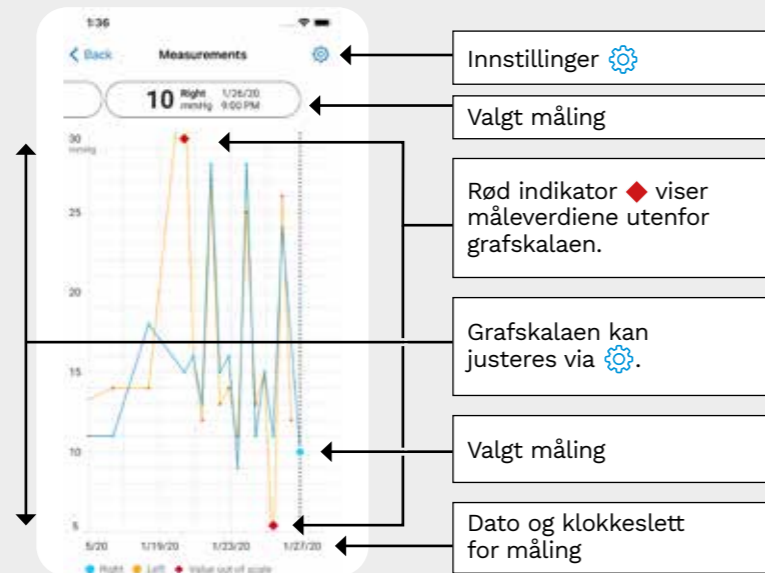 1:36
Back Measurements
10 Right 1/26/20
mmHg 9:00 PM
30
mmHg
25
20
15
10
5
5/20 1/19/20 1/23/20 1/27/20
Right Left Value out of scale
Innstillinger
Valgt måling
Rød indikator viser
måleverdiene utenfor
grafskalaen.
Grafskalaen kan
justeres via .
Valgt måling
Dato og klokkeslett
for måling